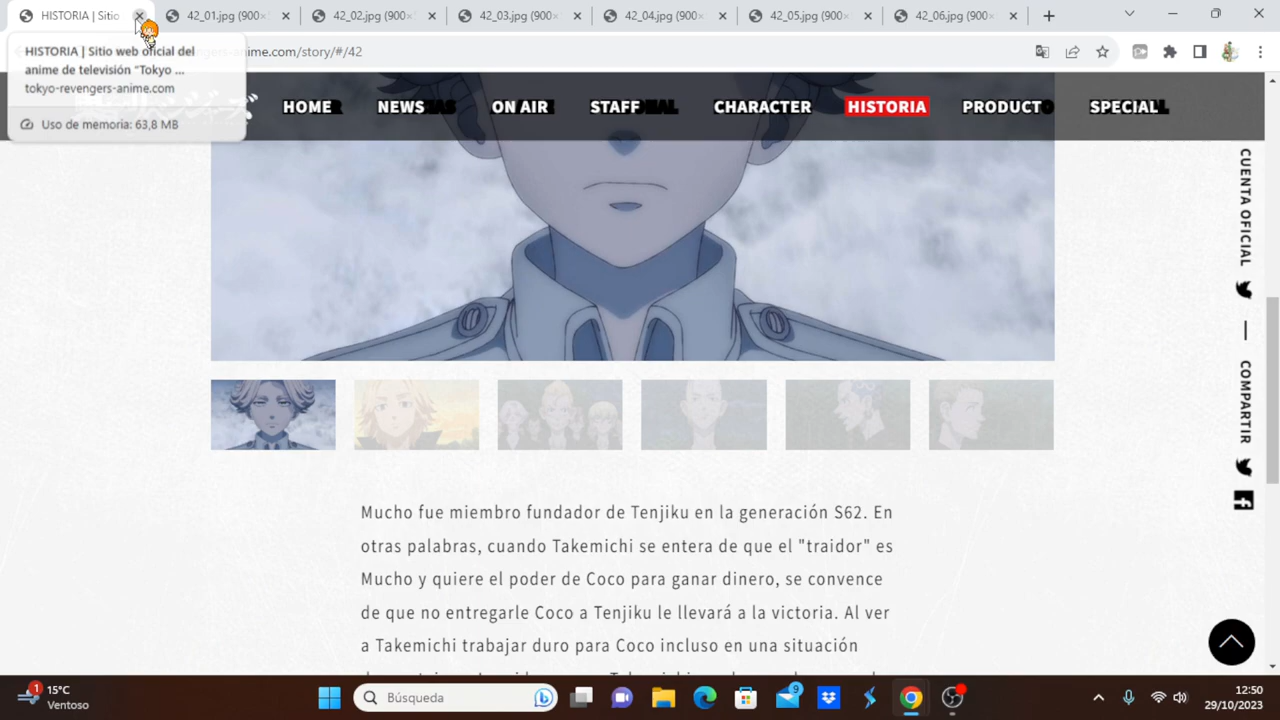 HISTORIA | Sitio
42_01.jpg (900×
42_02.jpg (900×
42_03.jpg (900×
42_04.jpg (900×
42_05.jpg (900×
42_06.jpg (900×
HISTORIA | Sitio web oficial del
anime de televisión "Tokyo ...
tokyo-revengers-anime.com
Uso de memoria: 63,8 MB
engers-anime.com/story/#/42
HOME
NEWS
ON AIR
STAFF
CHARACTER
HISTORIA
PRODUCTO
SPECIAL
CUENTA OFICIAL
COMPARTIR
Mucho fue miembro fundador de Tenjiku en la generación S62. En
otras palabras, cuando Takemichi se entera de que el "traidor" es
Mucho y quiere el poder de Coco para ganar dinero, se convence
de que no entregarle Coco a Tenjiku le llevará a la victoria. Al ver
a Takemichi trabajar duro para Coco incluso en una situación
1
15°C
Ventoso
Búsqueda
9
12:50
29/10/2023